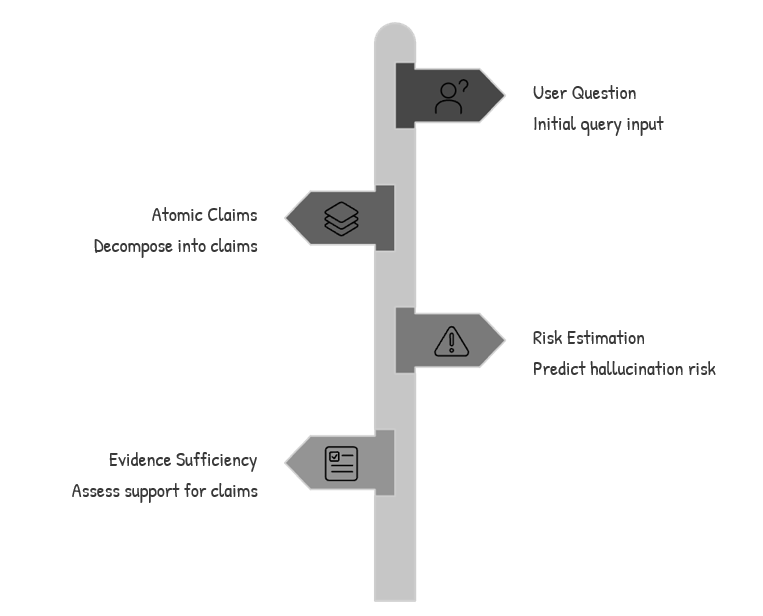 User Question
Initial query input
Atomic Claims
Decompose into claims
Risk Estimation
Predict hallucination risk
Evidence Sufficiency
Assess support for claims